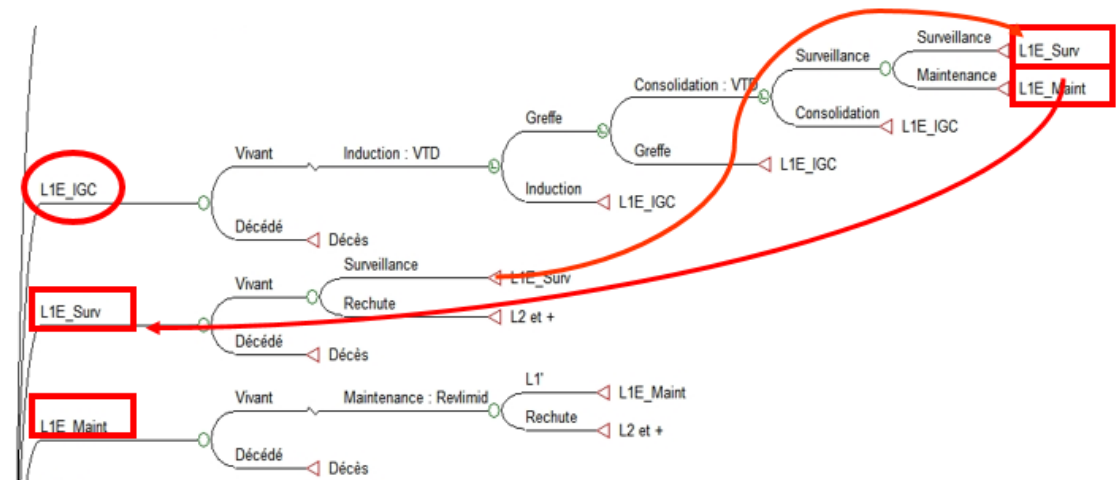 Surveillance
L1E_Surv
Surveillance
Maintenance
L1E_Maint
Consolidation : VTD
Consolidation
L1E_IGC
Greffe
Greffe
L1E_IGC
Vivant
Induction : VTD
Induction
L1E_IGC
L1E_IGC
Décédé
Décès
Surveillance
L1E_Surv
Vivant
Rechute
L2 et +
L1E_Surv
Décédé
Décès
L1'
L1E_Maint
Vivant
Maintenance : Revlimid
Rechute
L2 et +
L1E_Maint
Décédé
Décès